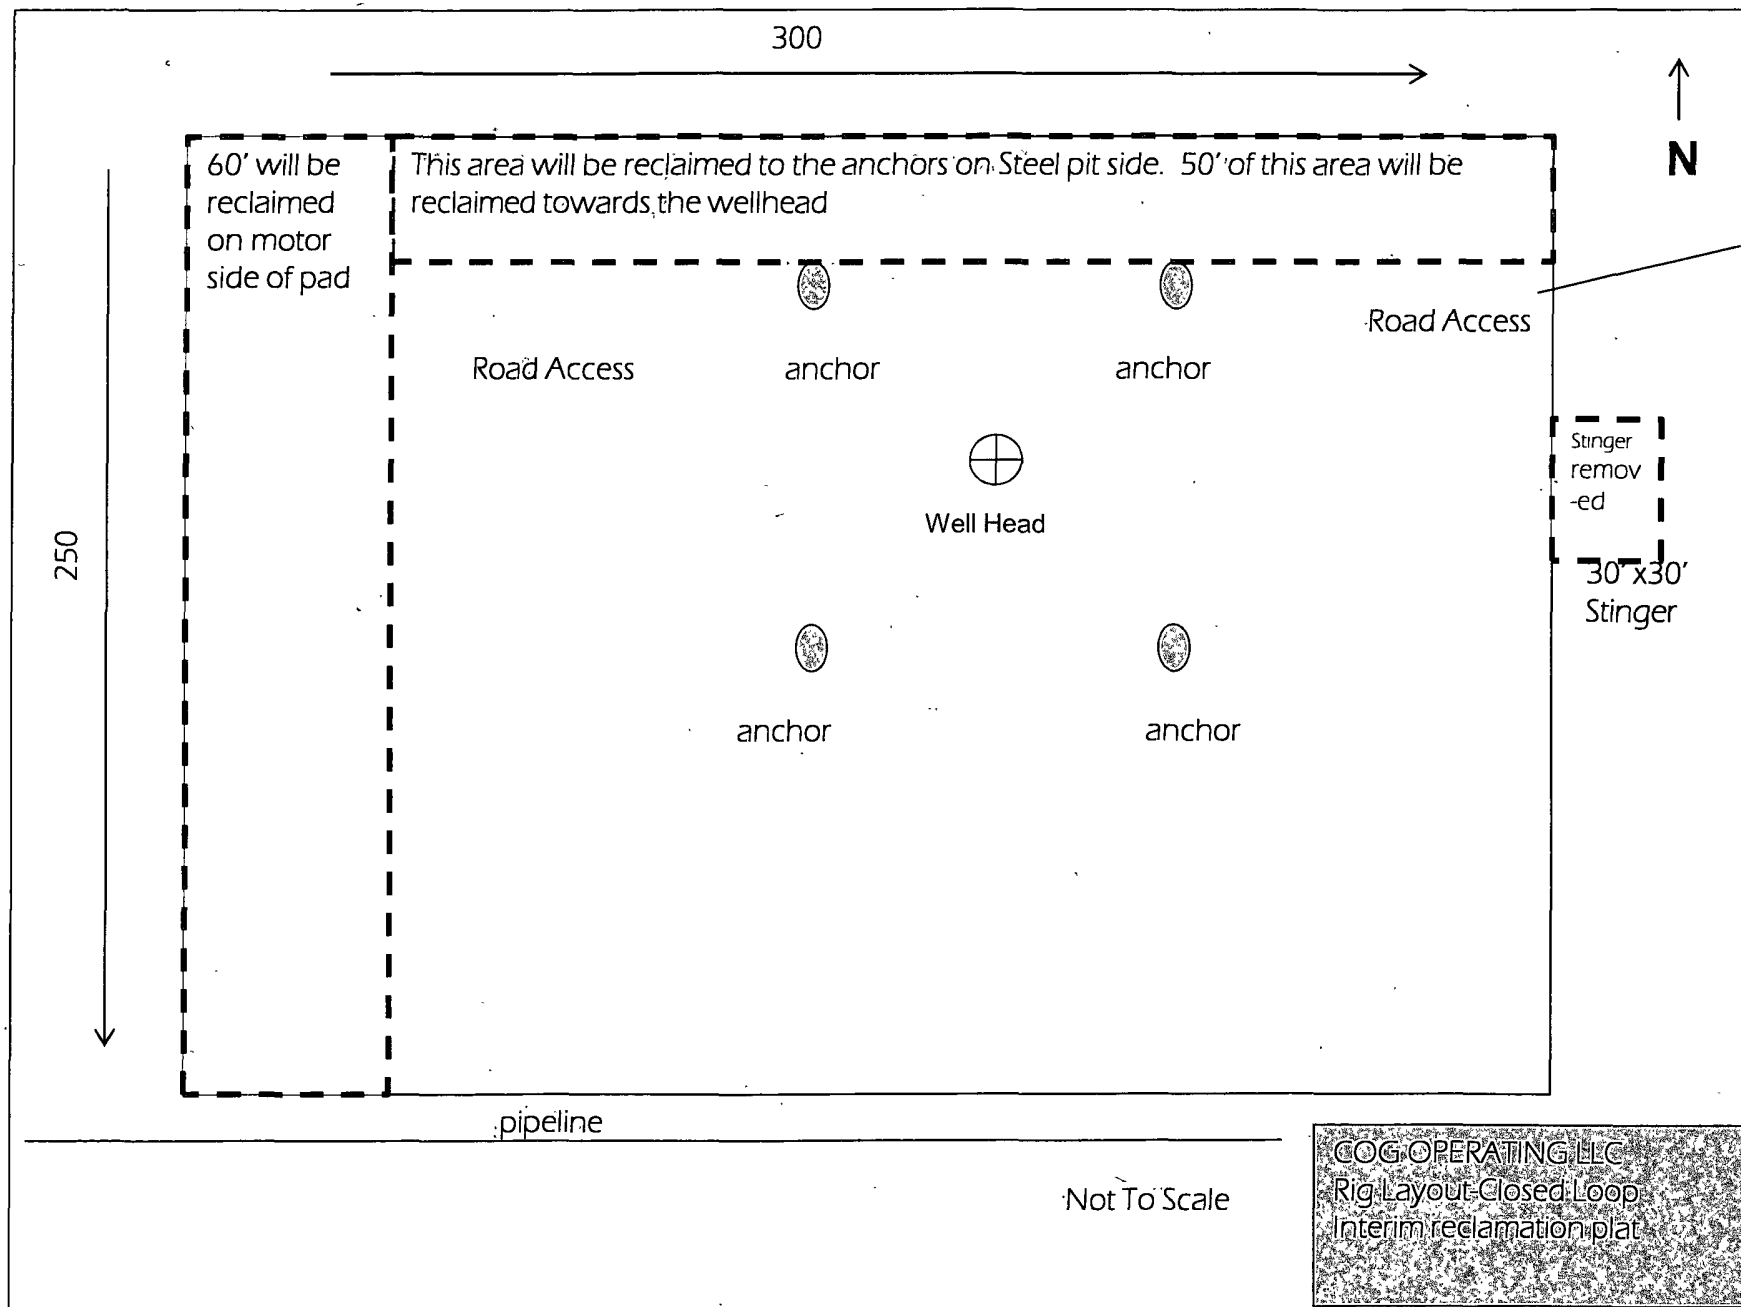 300
N
60' will be
reclaimed
on motor
side of pad
This area will be reclaimed to the anchors on Steel pit side. 50' of this area will be
reclaimed towards the wellhead
Road Access
Road Access
anchor
anchor
Stinger
remov
-ed
Well Head
250
30'x30'
Stinger
anchor
anchor
pipeline
Not To Scale
COG OPERATING LLC
Rig Layout-Closed Loop
Interim reclamation plat